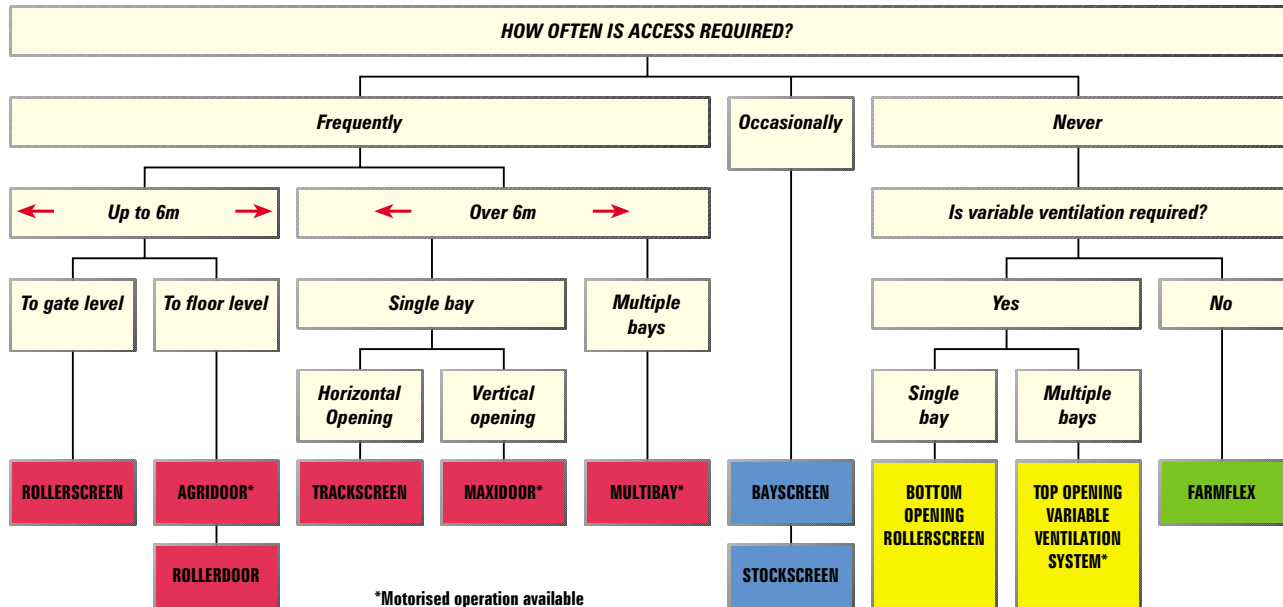 HOW OFTEN IS ACCESS REQUIRED?
Frequently
Occasionally
Never
Up to 6m
Over 6m
Is variable ventilation required?
To gate level
To floor level
Single bay
Multiple
bays
Yes
No
Horizontal
Opening
Vertical
opening
Single
bay
Multiple
bays
ROLLERSCREEN
AGRIDOOR*
TRACKSCREEN
MAXIDOOR*
MULTIBAY*
BAYSCREEN
BOTTOM
OPENING
ROLLERSCREEN
TOP OPENING
VARIABLE
VENTILATION
SYSTEM*
FARMFLEX
ROLLERDOOR
STOCKSCREEN
*Motorised operation available